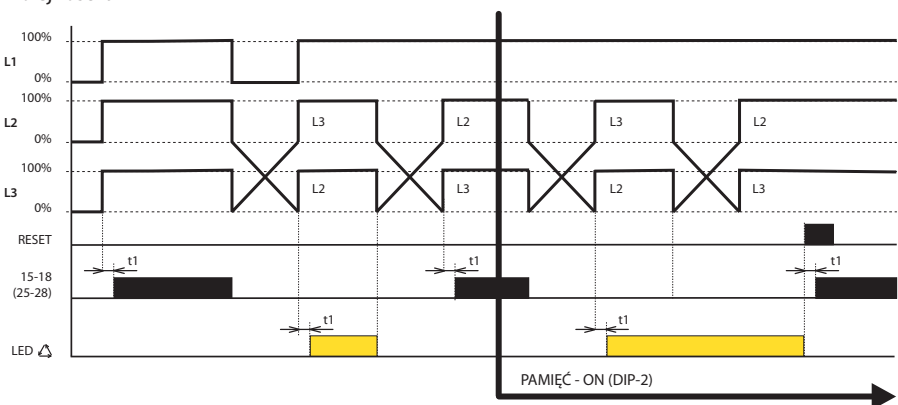 100%
L1
0%
100%
L2
0%
L3 L2 L3 L2
100%
L3
0%
L2 L3 L2 L3
RESET
t1 t1 t1
15-18
(25-28)
t1 t1
LED
PAMIĘĆ - ON (DIP-2)